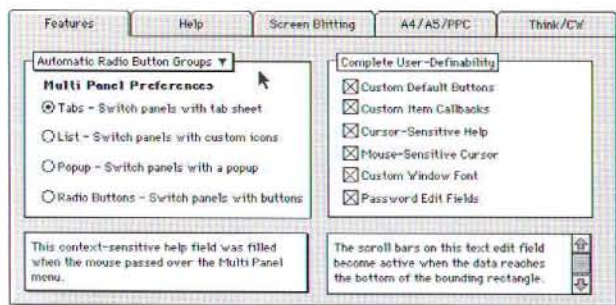 Features
Help
Screen Blitting
A4/A5/PPC
Think/CW
Automatic Radio Button Groups
Multi Panel Preferences
Tabs - Switch panels with tab sheet
List - Switch panels with custom icons
Popup - Switch panels with a popup
Radio Buttons - Switch panels with buttons
Complete User-Definability
Custom Default Buttons
Custom Item Callbacks
Cursor-Sensitive Help
Mouse-Sensitive Cursor
Custom Window Font
Password Edit Fields
This context-sensitive help field was filled
when the mouse passed over the Multi Panel
menu.
The scroll bars on this text edit field
become active when the data reaches
the bottom of the bounding rectangle.